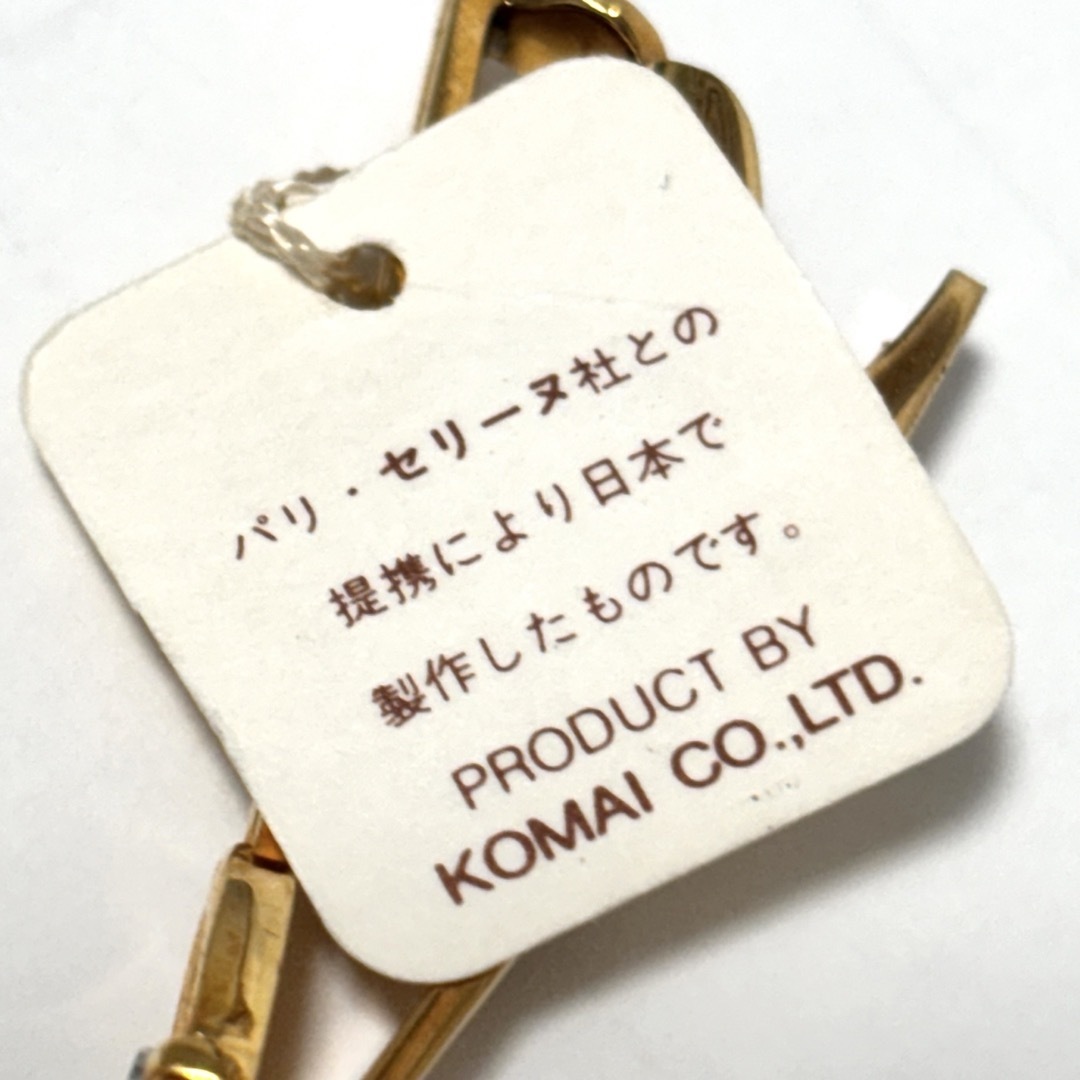 パリ・セリーヌ社との
提携により日本で
製作したものです。
PRODUCT BY
KOMAI CO.,LTD.